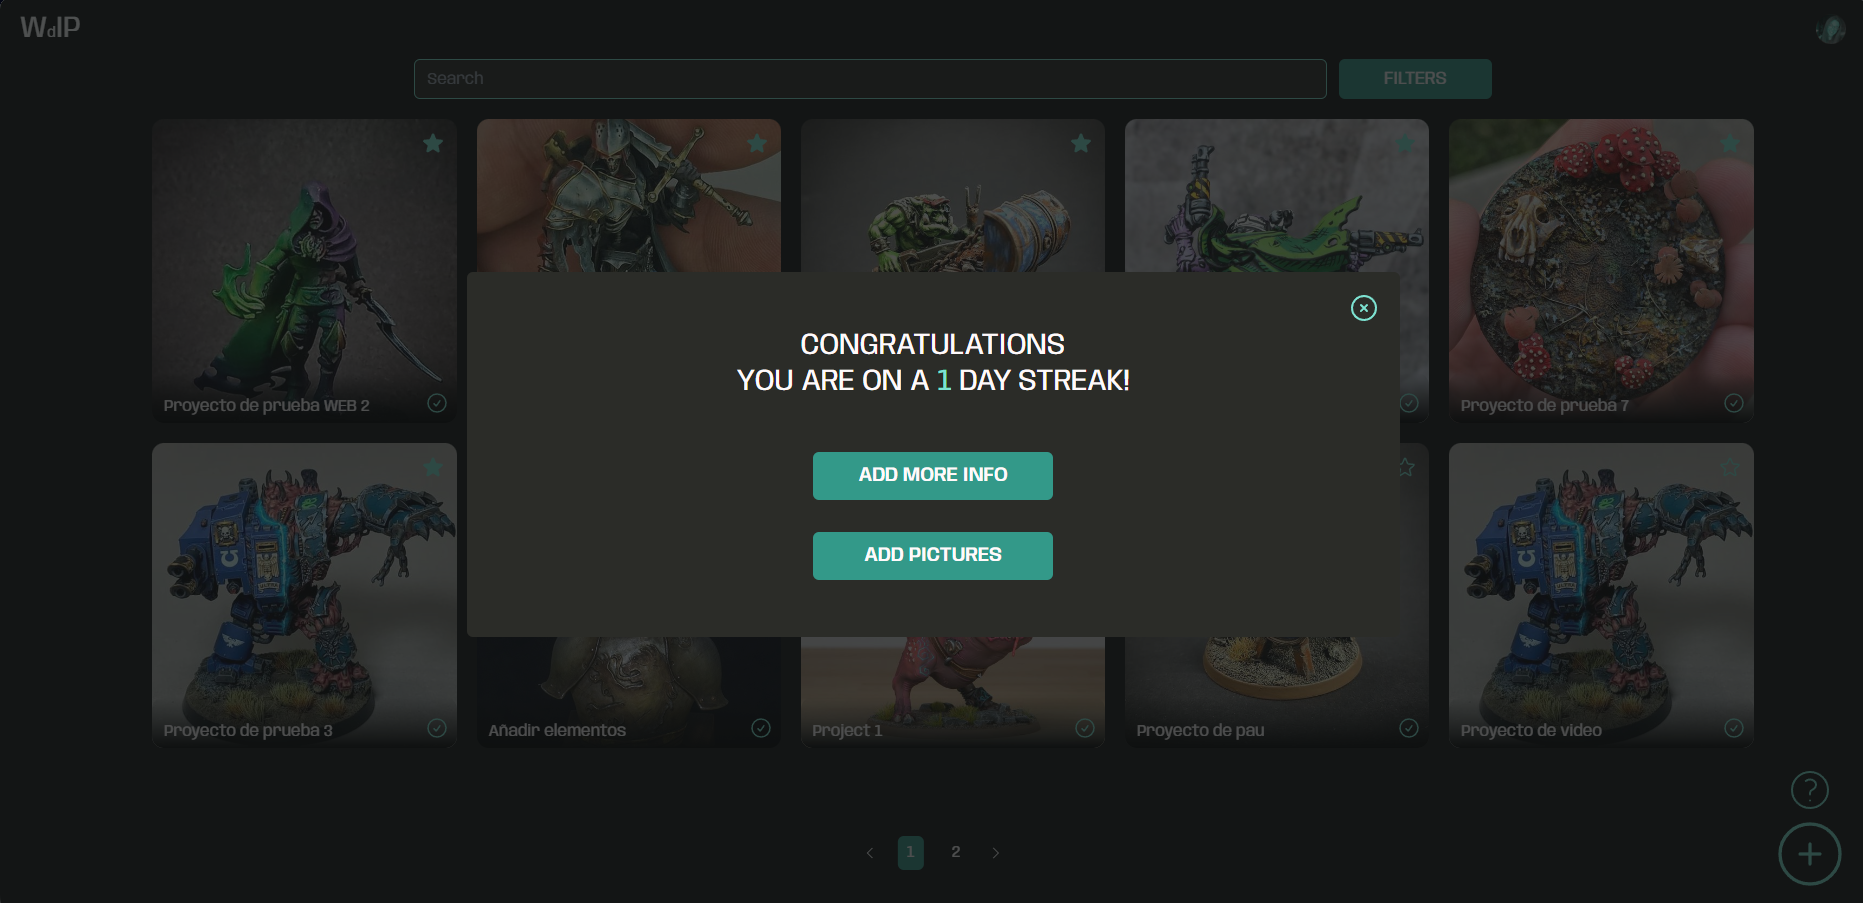 WdIP
Search
FILTERS
CONGRATULATIONS
YOU ARE ON A 1 DAY STREAK!
ADD MORE INFO
ADD PICTURES
Proyecto de prueba WEB 2
Proyecto de prueba 7
Proyecto de prueba 3
Añadir elementos
Project 1
Proyecto de pau
Proyecto de video
?
< 1 2 >